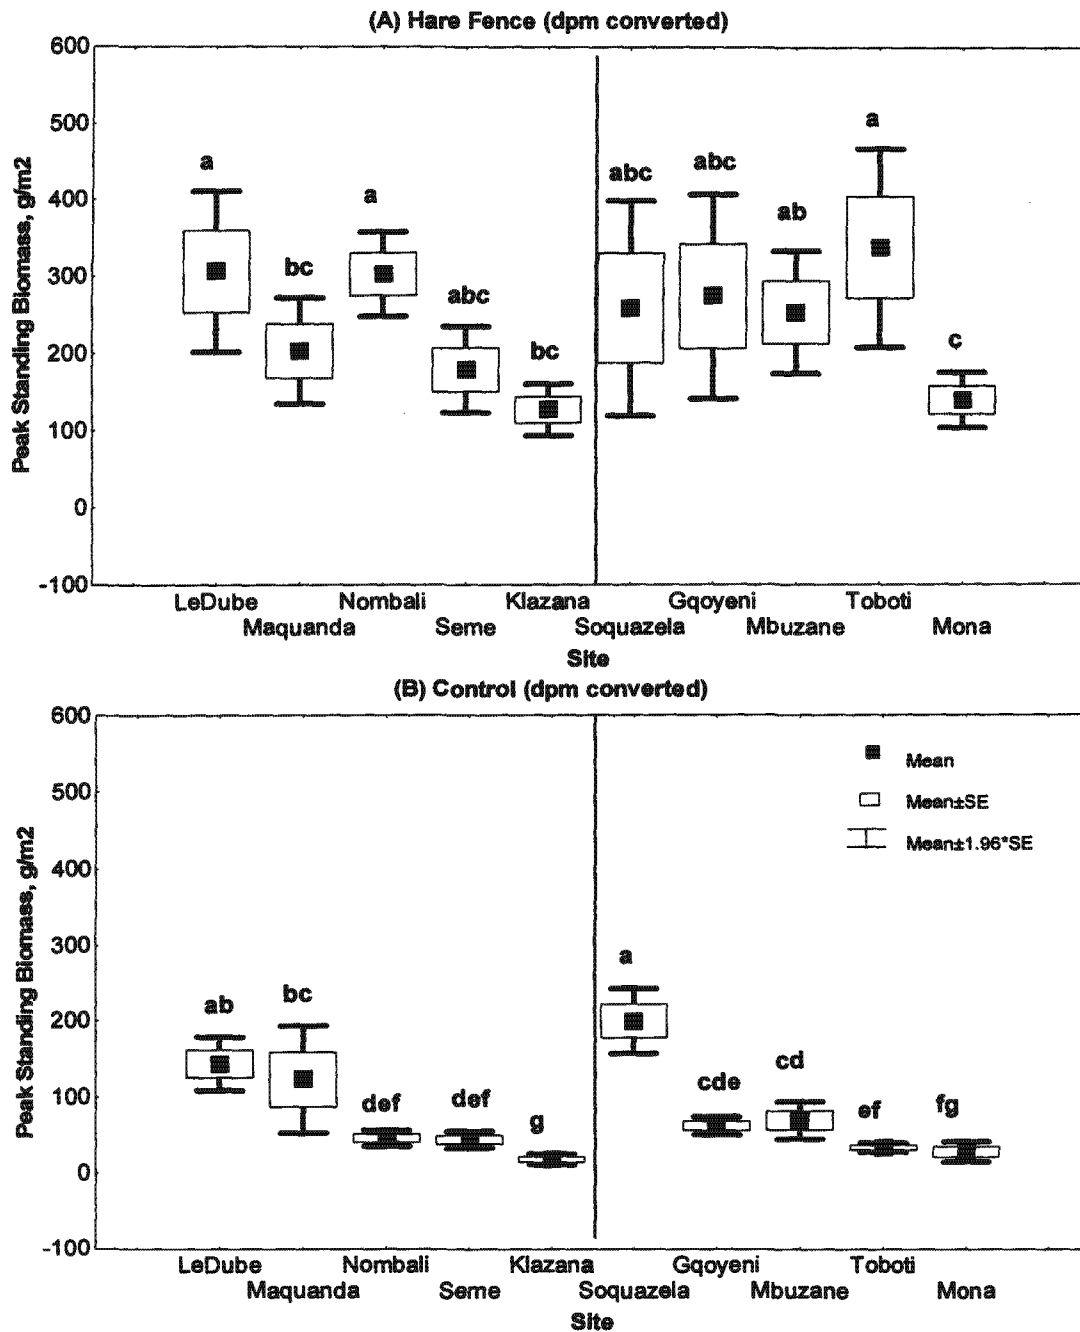 (A) Hare Fence (dpm converted)
600
500
400
300
200
100
0
-100
Peak Standing Biomass, g/m2
a
bc
a
abc
bc
abc
abc
ab
a
c
LeDube Nombali Klazana Gqoyeni Toboti
Maquanda Seme Soquazela Mbuzane Mona
Site
(B) Control (dpm converted)
600
500
400
300
200
100
0
-100
Peak Standing Biomass, g/m2
Mean
Mean±SE
Mean±1.96*SE
ab
bc
def
def
g
a
cde
cd
ef
fg
LeDube Nombali Klazana Gqoyeni Toboti
Maquanda Seme Soquazela Mbuzane Mona
Site